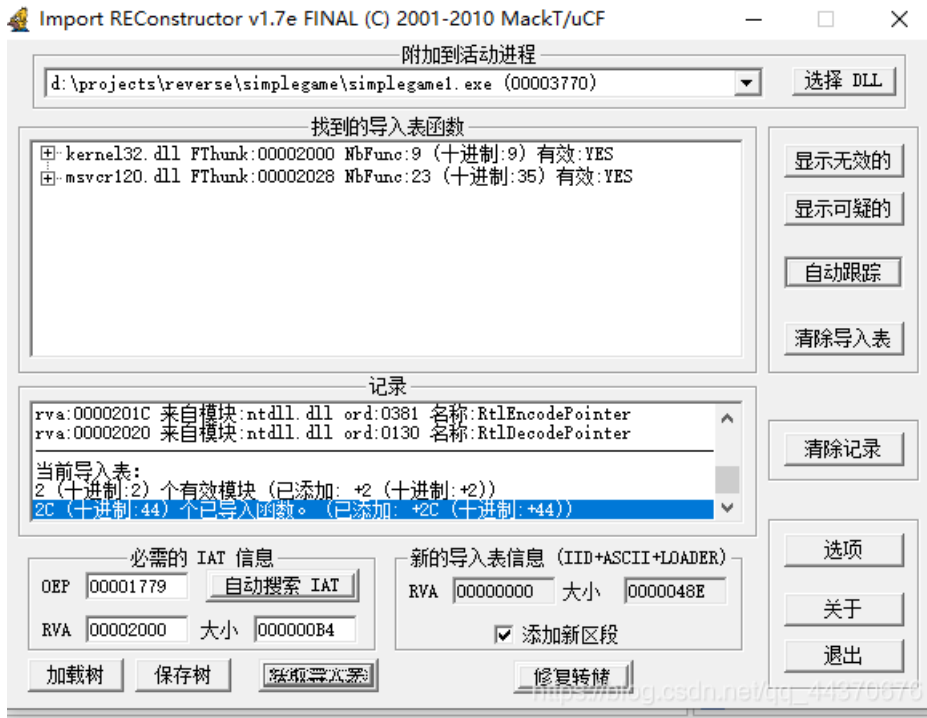 Import REConstructor v1.7e FINAL (C) 2001-2010 MackT/uCF
附加到活动进程
d:\projects\reverse\simplegame\simplegame1.exe (00003770)
选择 DLL
找到的导入表函数
kernel32.dll FThunk:00002000 NbFunc:9 (十进制:9) 有效:YES
msvcr120.dll FThunk:00002028 NbFunc:23 (十进制:35) 有效:YES
显示无效的
显示可疑的
自动跟踪
清除导入表
记录
rva:0000201C 来自模块:ntdll.dll ord:0381 名称:RtlEncodePointer
rva:00002020 来自模块:ntdll.dll ord:0130 名称:RtlDecodePointer
当前导入表:
2 (十进制:2) 个有效模块 (已添加: +2 (十进制:+2))
2C (十进制:44) 个已导入函数。 (已添加: +2C (十进制:+44))
清除记录
必需的 IAT 信息
OEP 00001779 自动搜索 IAT
RVA 00002000 大小 000000B4
新的导入表信息 (IID+ASCII+LOADER)
RVA 00000000 大小 0000048E
添加新区段
选项
关于
退出
加载树 保存树 获取导入表 修复转储
https://blog.csdn.net/qq_44370676